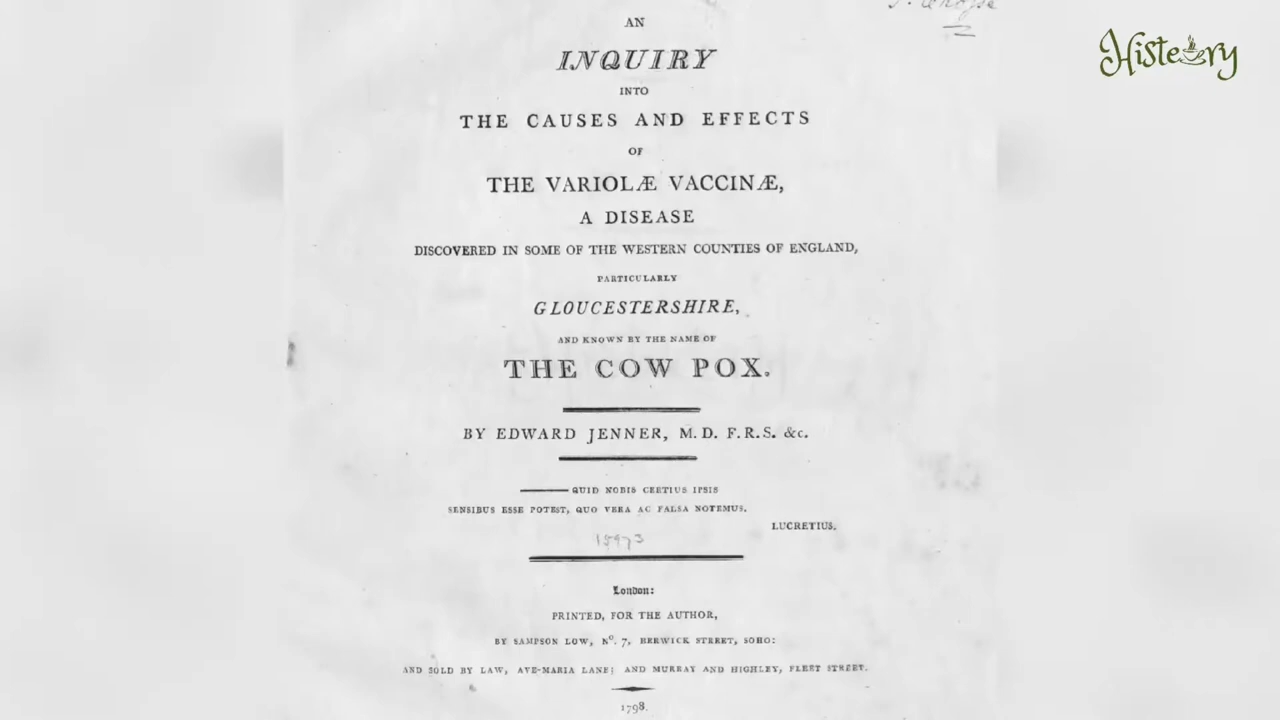 AN
INQUIRY
INTO
THE CAUSES AND EFFECTS
OF
THE VARIOLÆ VACCINÆ,
A DISEASE
DISCOVERED IN SOME OF THE WESTERN COUNTIES OF ENGLAND,
PARTICULARLY
GLOUCESTERSHIRE,
AND KNOWN BY THE NAME OF
THE COW POX.
BY EDWARD JENNER, M.D. F.R.S. &c.
QUID NOBIS CERTIUS IPSIS
SENSIBUS ESSE POTEST, QUO VERA AC FALSA NOTEMUS.
LUCRETIUS.
London:
PRINTED, FOR THE AUTHOR,
BY SAMPSON LOW, Nº. 7, BERWICK STREET, SOHO:
AND SOLD BY LAW, AVE-MARIA LANE; AND MURRAY AND HIGHLEY, FLEET STREET.
1798.
Histeory